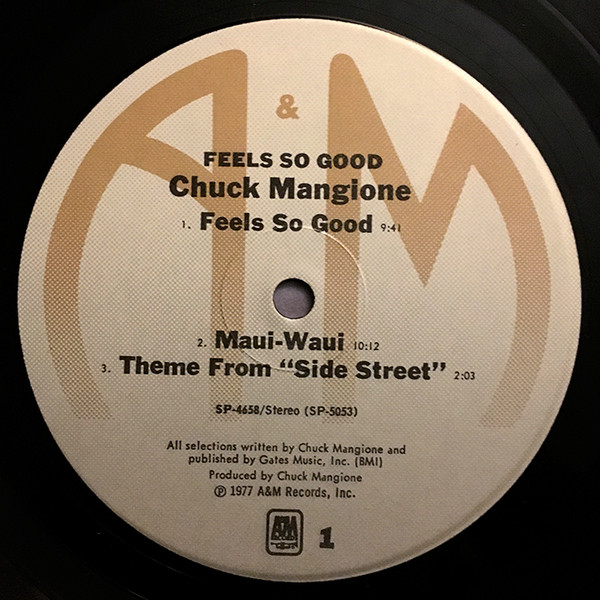 A&M
FEELS SO GOOD
Chuck Mangione
1. Feels So Good 9:41
2. Maui-Waui 10:12
3. Theme From “Side Street” 2:03
SP-4658/Stereo (SP-5053)
All selections written by Chuck Mangione and
published by Gates Music, Inc. (BMI)
Produced by Chuck Mangione
℗ 1977 A&M Records, Inc.
A&M
1